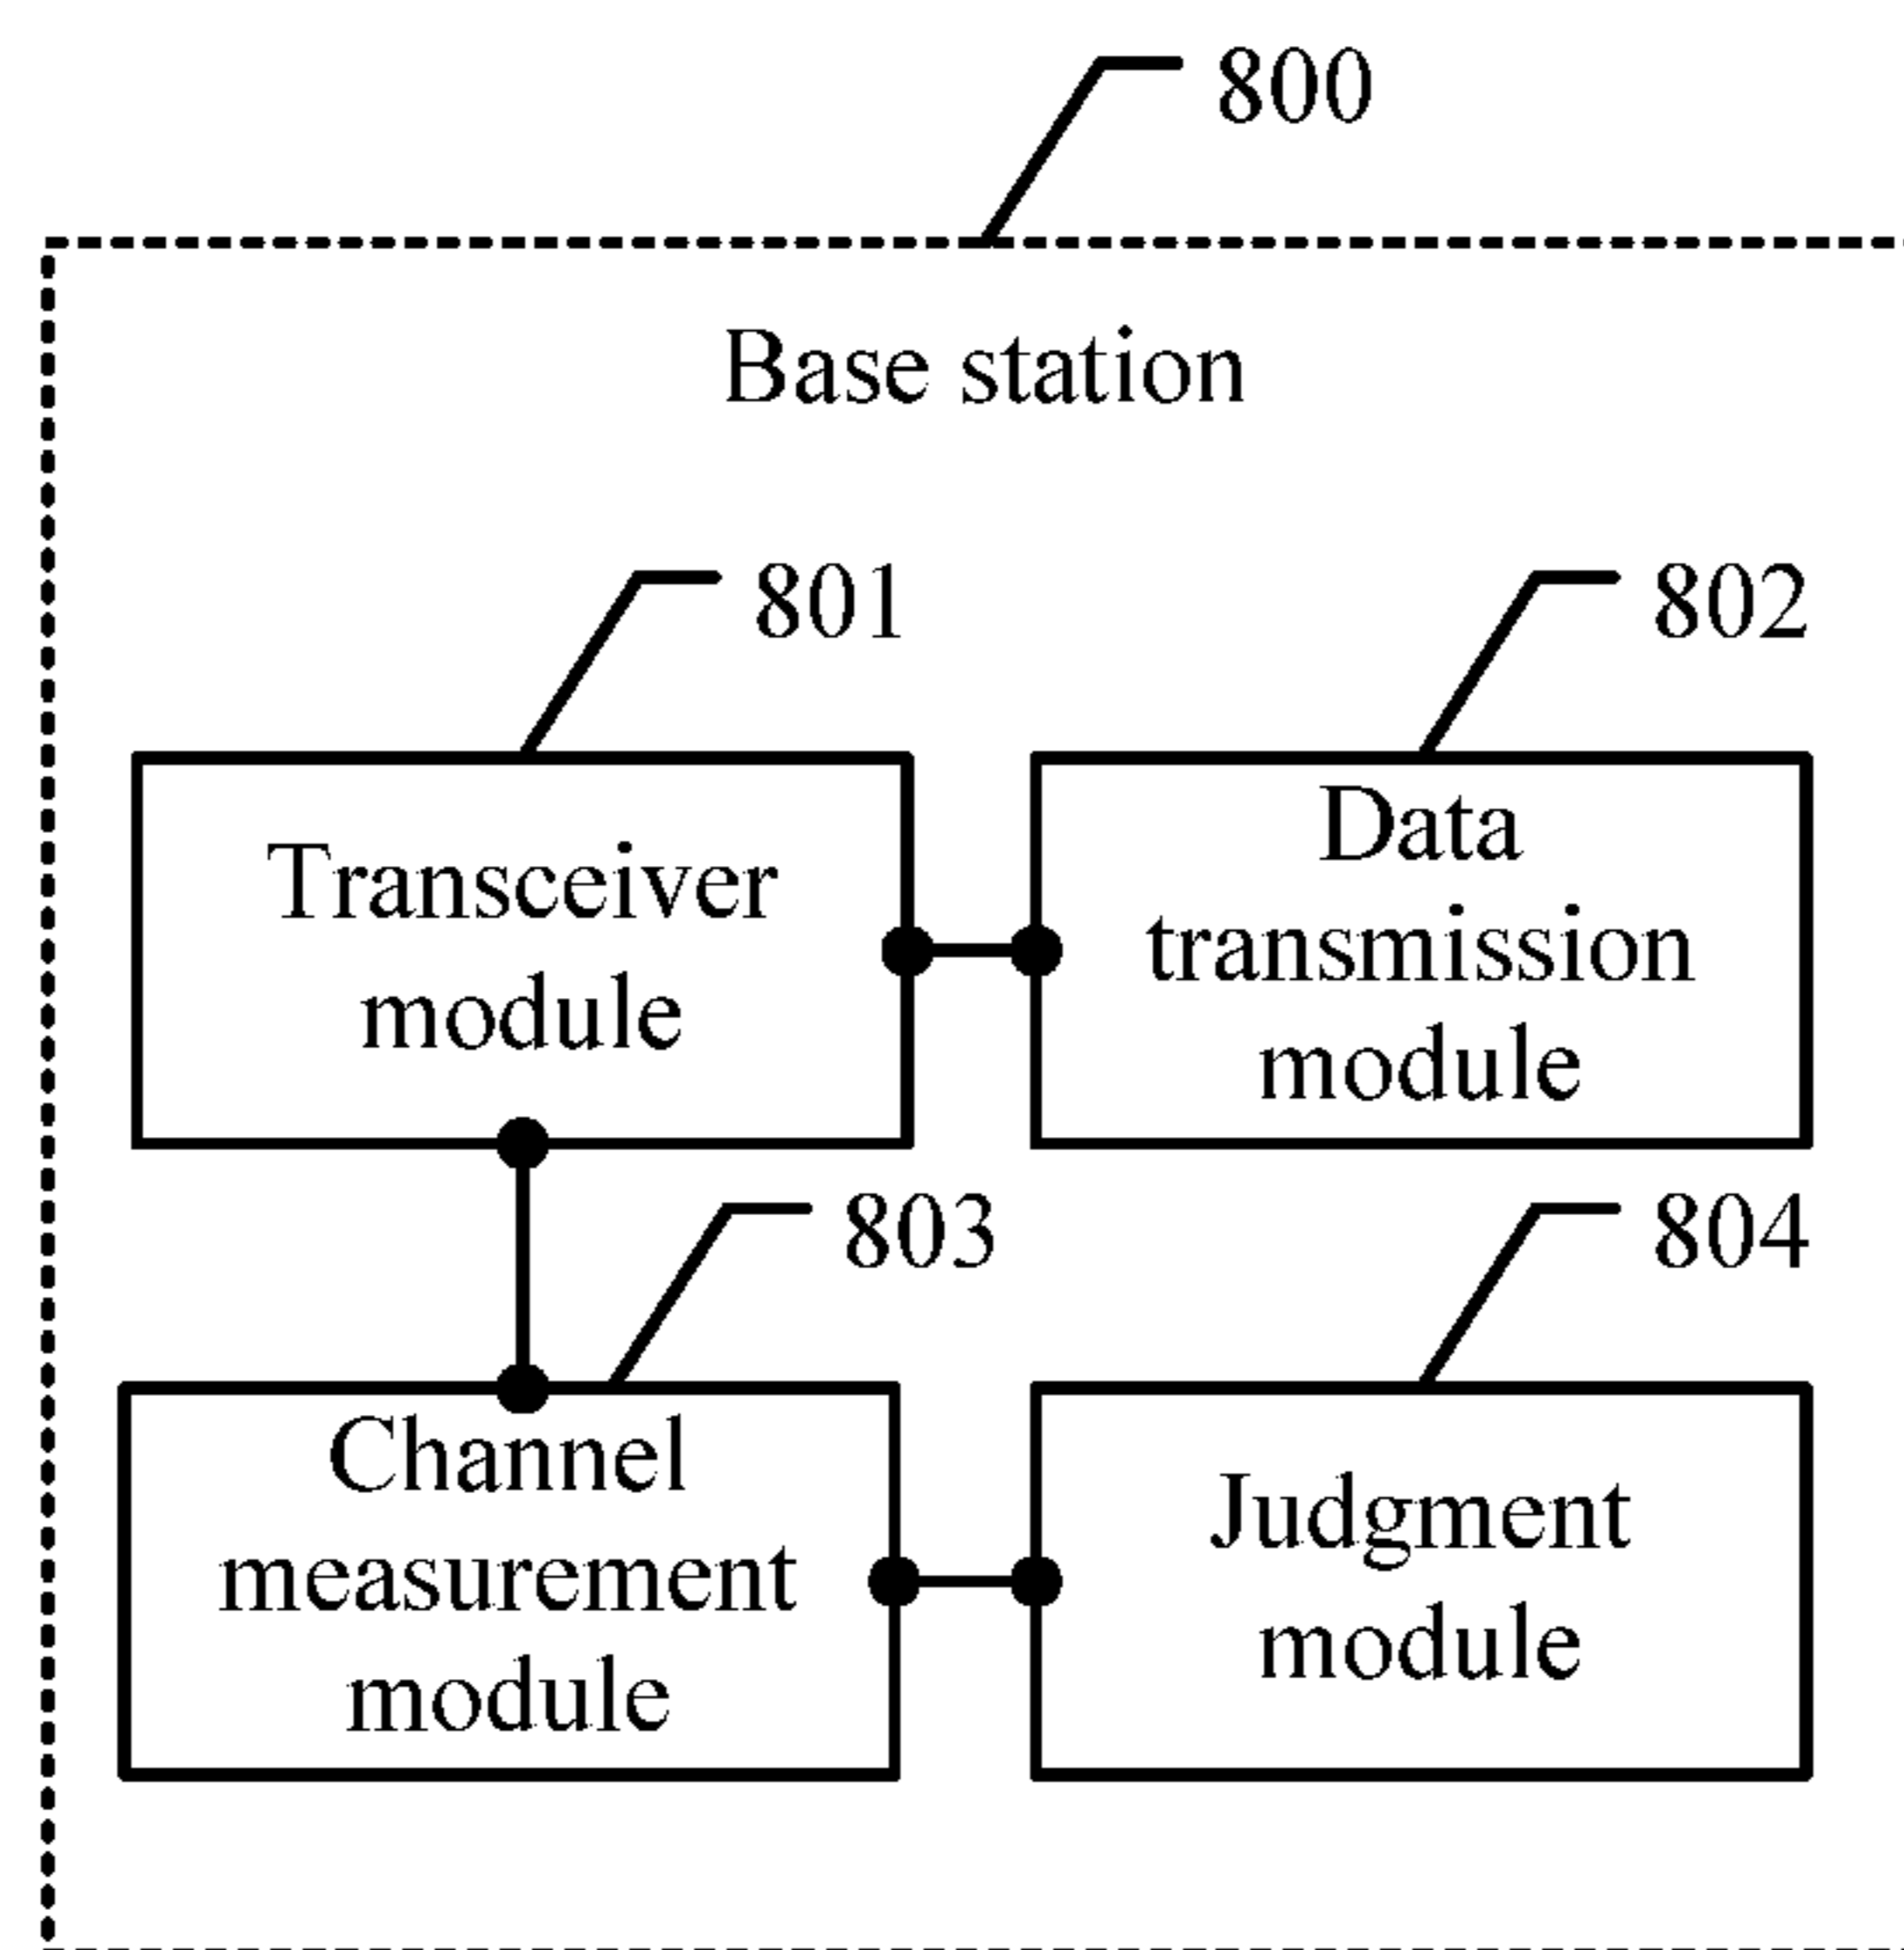 800
Base station
801
802
Transceiver
module
Data
transmission
module
803
804
Channel
measurement
module
Judgment
module